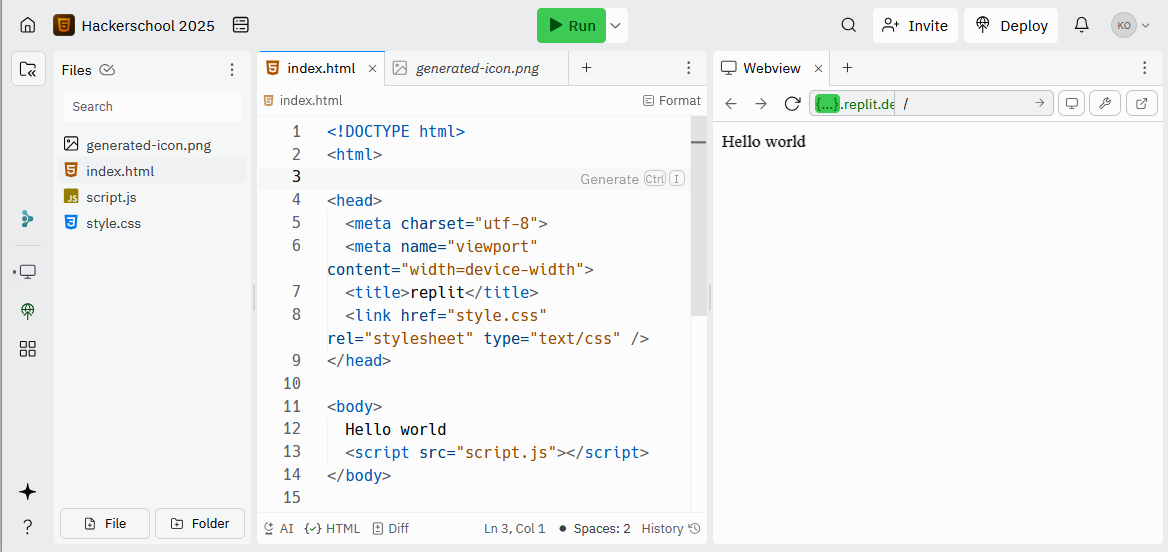 Hackerschool 2025
Run
Invite
Deploy
KO
Files
Search
generated-icon.png
index.html
script.js
style.css
File
Folder
index.html
generated-icon.png
index.html
Format
1 <!DOCTYPE html>
2 <html>
3
Generate Ctrl I
4 <head>
5 <meta charset="utf-8">
6 <meta name="viewport"
content="width=device-width">
7 <title>replit</title>
8 <link href="style.css"
rel="stylesheet" type="text/css" />
9 </head>
10
11 <body>
12 Hello world
13 <script src="script.js"></script>
14 </body>
15
AI {✓} HTML Diff Ln 3, Col 1 ● Spaces: 2 History
Webview
{...}.replit.de /
Hello world